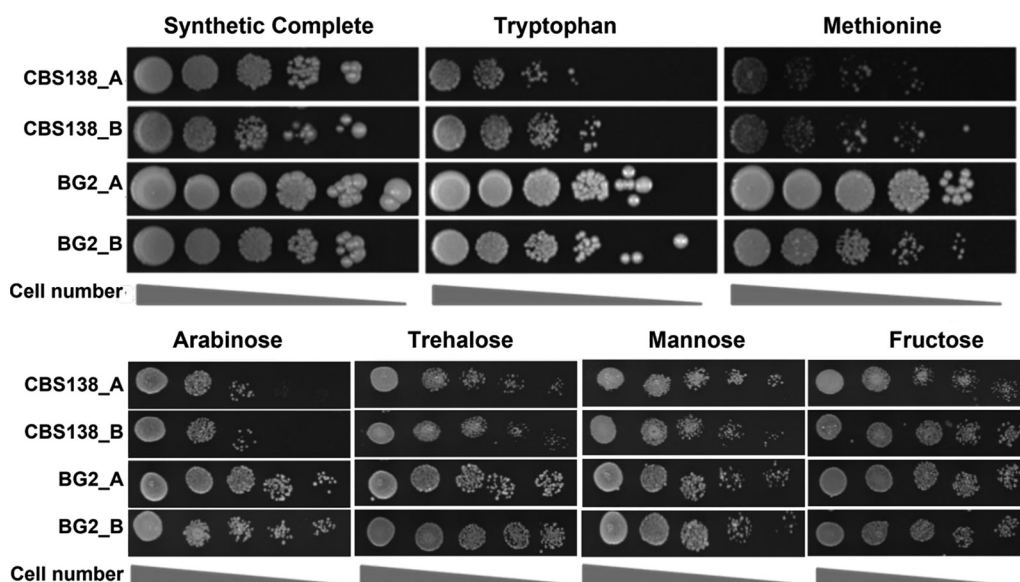 Synthetic Complete Tryptophan Methionine
CBS138_A
CBS138_B
BG2_A
BG2_B
Cell number
Arabinose Trehalose Mannose Fructose
CBS138_A
CBS138_B
BG2_A
BG2_B
Cell number